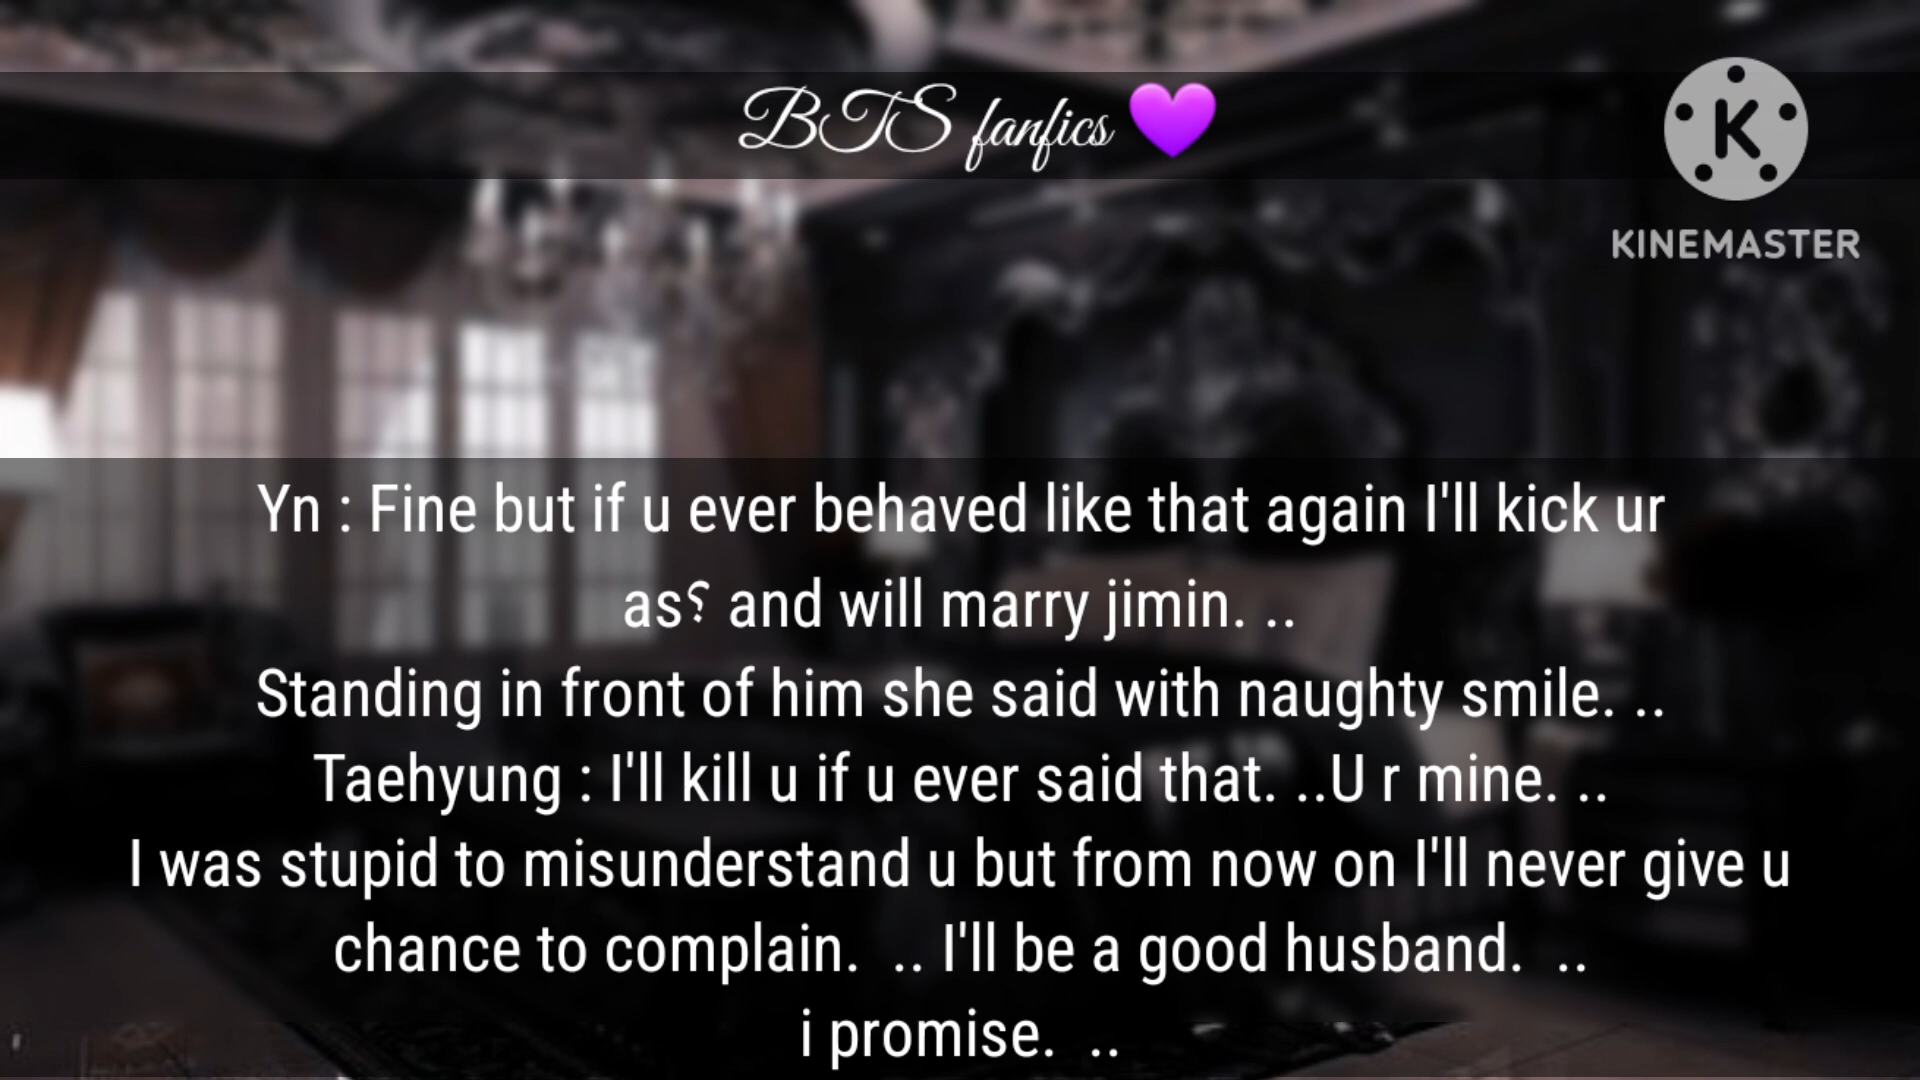 BTS fanfics 💜
KINEMASTER
Yn : Fine but if u ever behaved like that again I'll kick ur
as؟ and will marry jimin. ..
Standing in front of him she said with naughty smile. ..
Taehyung : I'll kill u if u ever said that. ..U r mine. ..
I was stupid to misunderstand u but from now on I'll never give u
chance to complain.  .. I'll be a good husband.  ..
i promise.  ..